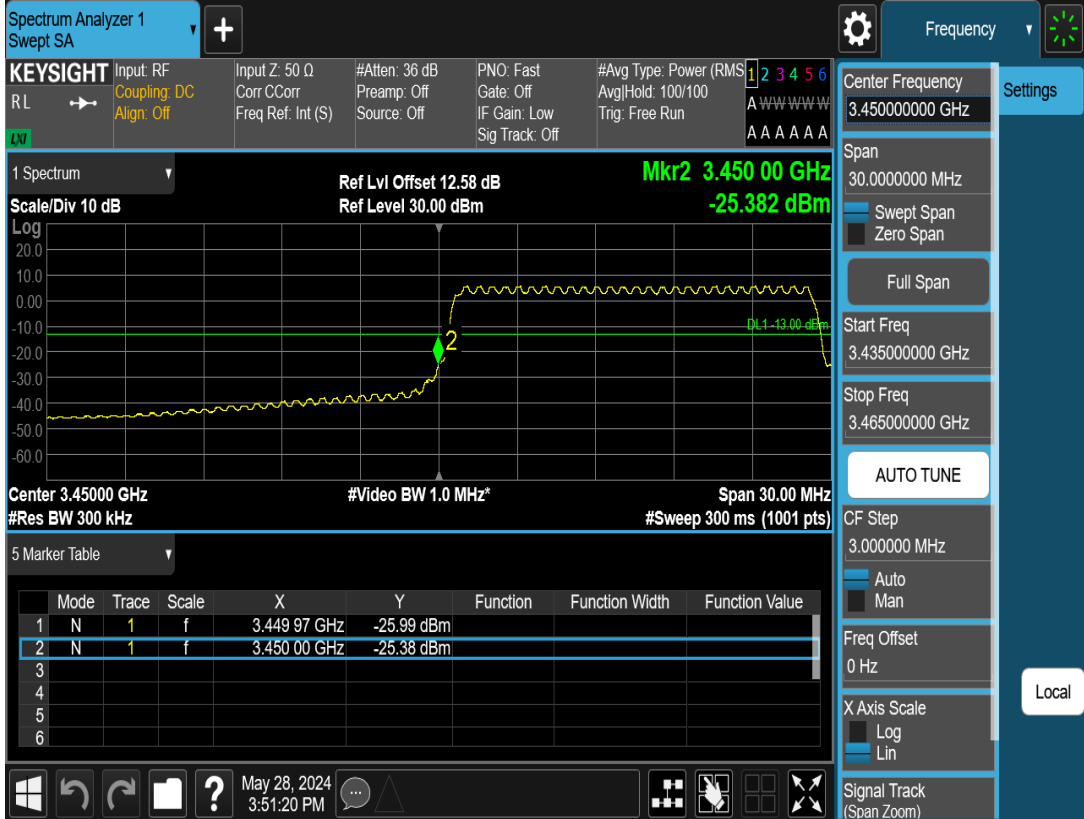 Spectrum Analyzer 1
Swept SA
Frequency
KEYSIGHT
RL
LXI
Input: RF
Coupling: DC
Align: Off
Input Z: 50 Ω
Corr CCorr
Freq Ref: Int (S)
#Atten: 36 dB
Preamp: Off
Source: Off
PNO: Fast
Gate: Off
IF Gain: Low
Sig Track: Off
#Avg Type: Power (RMS
Avg|Hold: 100/100
Trig: Free Run
1 2 3 4 5 6
A W W W W W
A A A A A A
1 Spectrum
Scale/Div 10 dB
Ref Lvl Offset 12.58 dB
Ref Level 30.00 dBm
Mkr2 3.450 00 GHz
-25.382 dBm
Log
20.0
10.0
0.00
-10.0
-20.0
-30.0
-40.0
-50.0
-60.0
DL1 -13.00 dBm
2
Center 3.45000 GHz
#Video BW 1.0 MHz*
Span 30.00 MHz
#Res BW 300 kHz
#Sweep 300 ms (1001 pts)
5 Marker Table
Mode Trace Scale X Y Function Function Width Function Value
1 N 1 f 3.449 97 GHz -25.99 dBm
2 N 1 f 3.450 00 GHz -25.38 dBm
3
4
5
6
May 28, 2024
3:51:20 PM
Center Frequency
3.450000000 GHz
Settings
Span
30.0000000 MHz
Swept Span
Zero Span
Full Span
Start Freq
3.435000000 GHz
Stop Freq
3.465000000 GHz
AUTO TUNE
CF Step
3.000000 MHz
Auto
Man
Freq Offset
0 Hz
X Axis Scale
Log
Lin
Local
Signal Track
(Span Zoom)